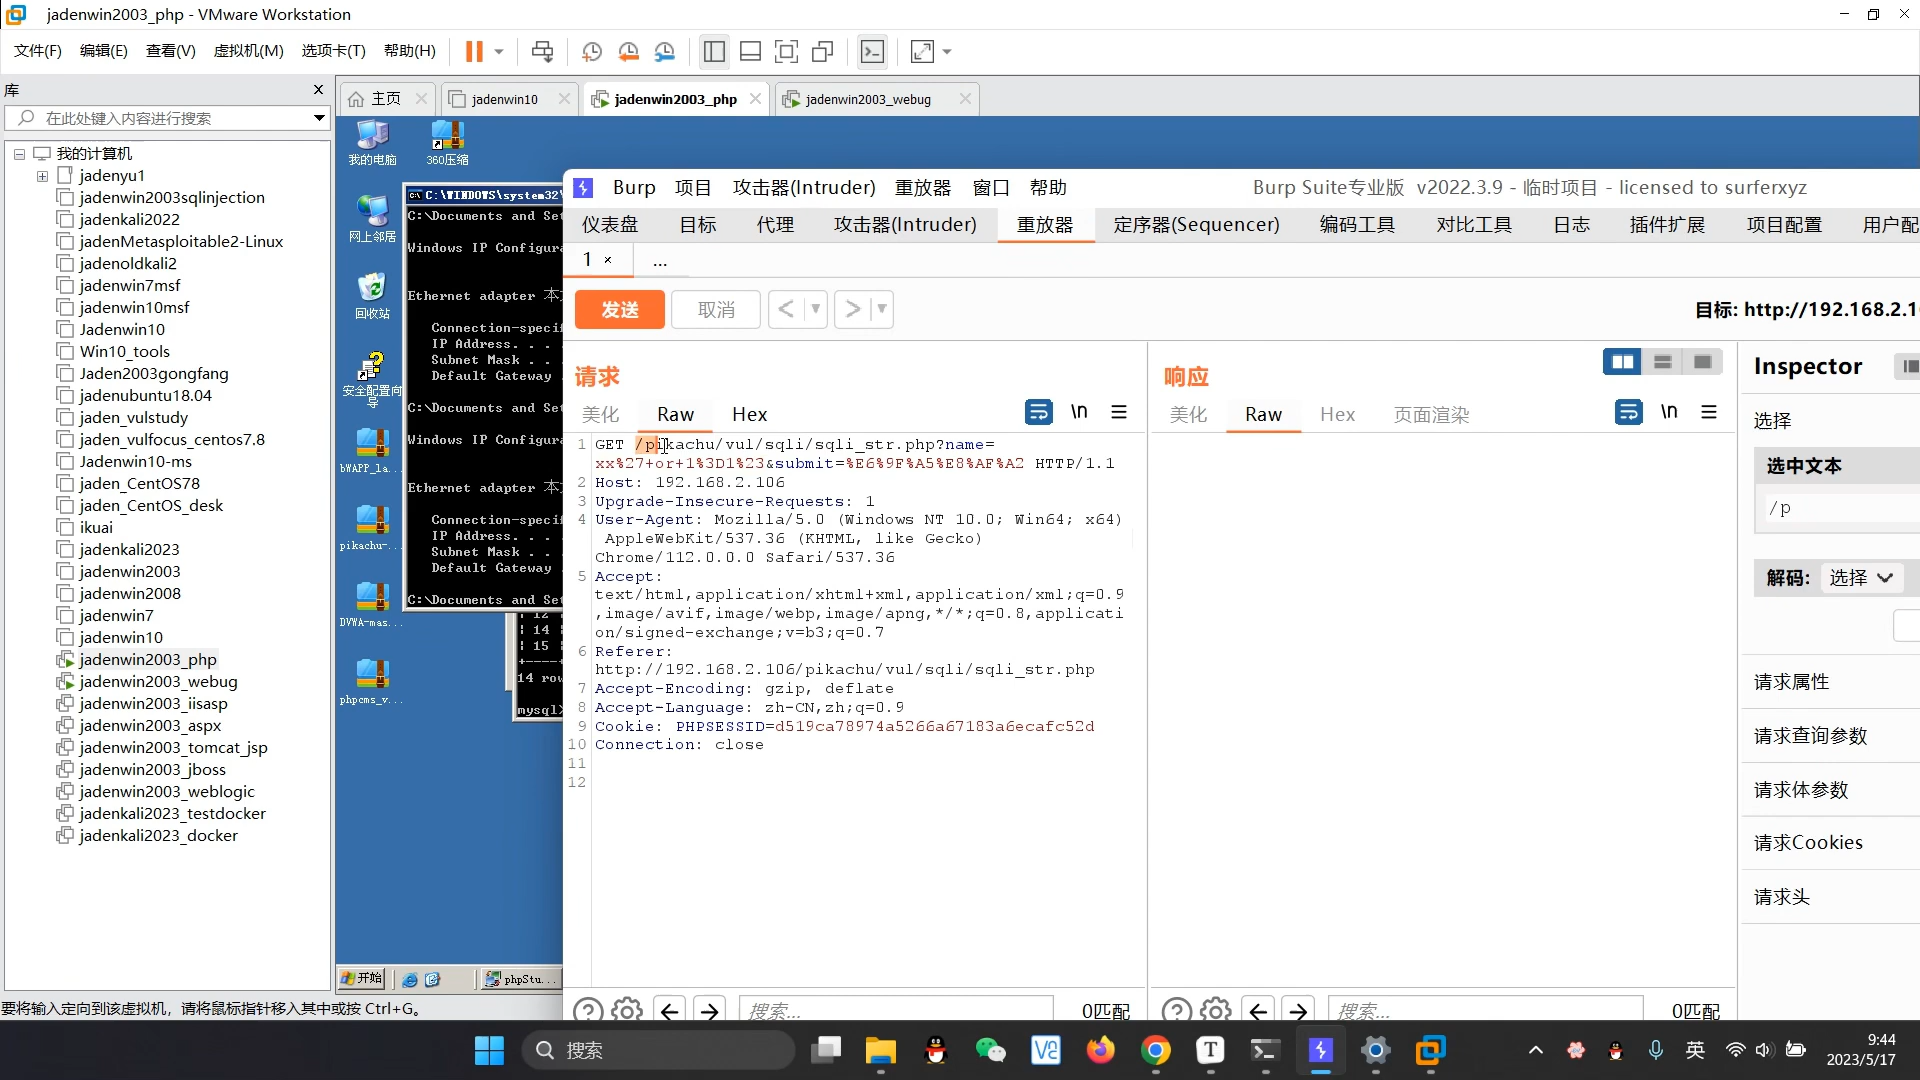 jadenwin2003_php - VMware Workstation
文件(F) 编辑(E) 查看(V) 虚拟机(M) 选项卡(T) 帮助(H)
库
在此处键入内容进行搜索
我的计算机
jadenyu1
jadenwin2003sqlinjection
jadenkali2022
jadenMetasploitable2-Linux
jadenoldkali2
jadenwin7msf
jadenwin10msf
Jadenwin10
Win10_tools
Jaden2003gongfang
jadenubuntu18.04
jaden_vulstudy
jaden_vulfocus_centos7.8
Jadenwin10-ms
jaden_CentOS78
jaden_CentOS_desk
ikuai
jadenkali2023
jadenwin2003
jadenwin2008
jadenwin7
jadenwin10
jadenwin2003_php
jadenwin2003_webug
jadenwin2003_iisasp
jadenwin2003_aspx
jadenwin2003_tomcat_jsp
jadenwin2003_jboss
jadenwin2003_weblogic
jadenkali2023_testdocker
jadenkali2023_docker
要将输入定向到该虚拟机，请将鼠标指针移入其中或按 Ctrl+G。
主页 jadenwin10 jadenwin2003_php jadenwin2003_webug
我的电脑
360压缩
网上邻居
回收站
安全配置向导
bWAPP_la...
pikachu-...
DVWA-mas...
phpcms_v...
C:\WINDOWS\system32\
C:\Documents and Set
Windows IP Configura
Ethernet adapter 本
Connection-specif
IP Address. . . .
Subnet Mask . . .
Default Gateway .
C:\Documents and Set
Windows IP Configura
Ethernet adapter 本
Connection-specif
IP Address. . . .
Subnet Mask . . .
Default Gateway .
C:\Documents and Set
12
14
15
14 row
mysql>
开始 phpStu...
Burp 项目 攻击器(Intruder) 重放器 窗口 帮助
Burp Suite专业版 v2022.3.9 - 临时项目 - licensed to surferxyz
仪表盘 目标 代理 攻击器(Intruder) 重放器 定序器(Sequencer) 编码工具 对比工具 日志 插件扩展 项目配置 用户配
1 × ...
发送 取消 < >
目标: http://192.168.2.1
请求
美化 Raw Hex \n
1 GET /pikachu/vul/sqli/sqli_str.php?name=
xx%27+or+1%3D1%23&submit=%E6%9F%A5%E8%AF%A2 HTTP/1.1
2 Host: 192.168.2.106
3 Upgrade-Insecure-Requests: 1
4 User-Agent: Mozilla/5.0 (Windows NT 10.0; Win64; x64)
AppleWebKit/537.36 (KHTML, like Gecko)
Chrome/112.0.0.0 Safari/537.36
5 Accept:
text/html,application/xhtml+xml,application/xml;q=0.9
,image/avif,image/webp,image/apng,*/*;q=0.8,applicati
on/signed-exchange;v=b3;q=0.7
6 Referer:
http://192.168.2.106/pikachu/vul/sqli/sqli_str.php
7 Accept-Encoding: gzip, deflate
8 Accept-Language: zh-CN,zh;q=0.9
9 Cookie: PHPSESSID=d519ca78974a5266a67183a6ecafc52d
10 Connection: close
11
12
搜索... 0匹配
响应
美化 Raw Hex 页面渲染 \n
搜索... 0匹配
Inspector
选择
选中文本
/p
解码: 选择
请求属性
请求查询参数
请求体参数
请求Cookies
请求头
搜索
英
9:44
2023/5/17